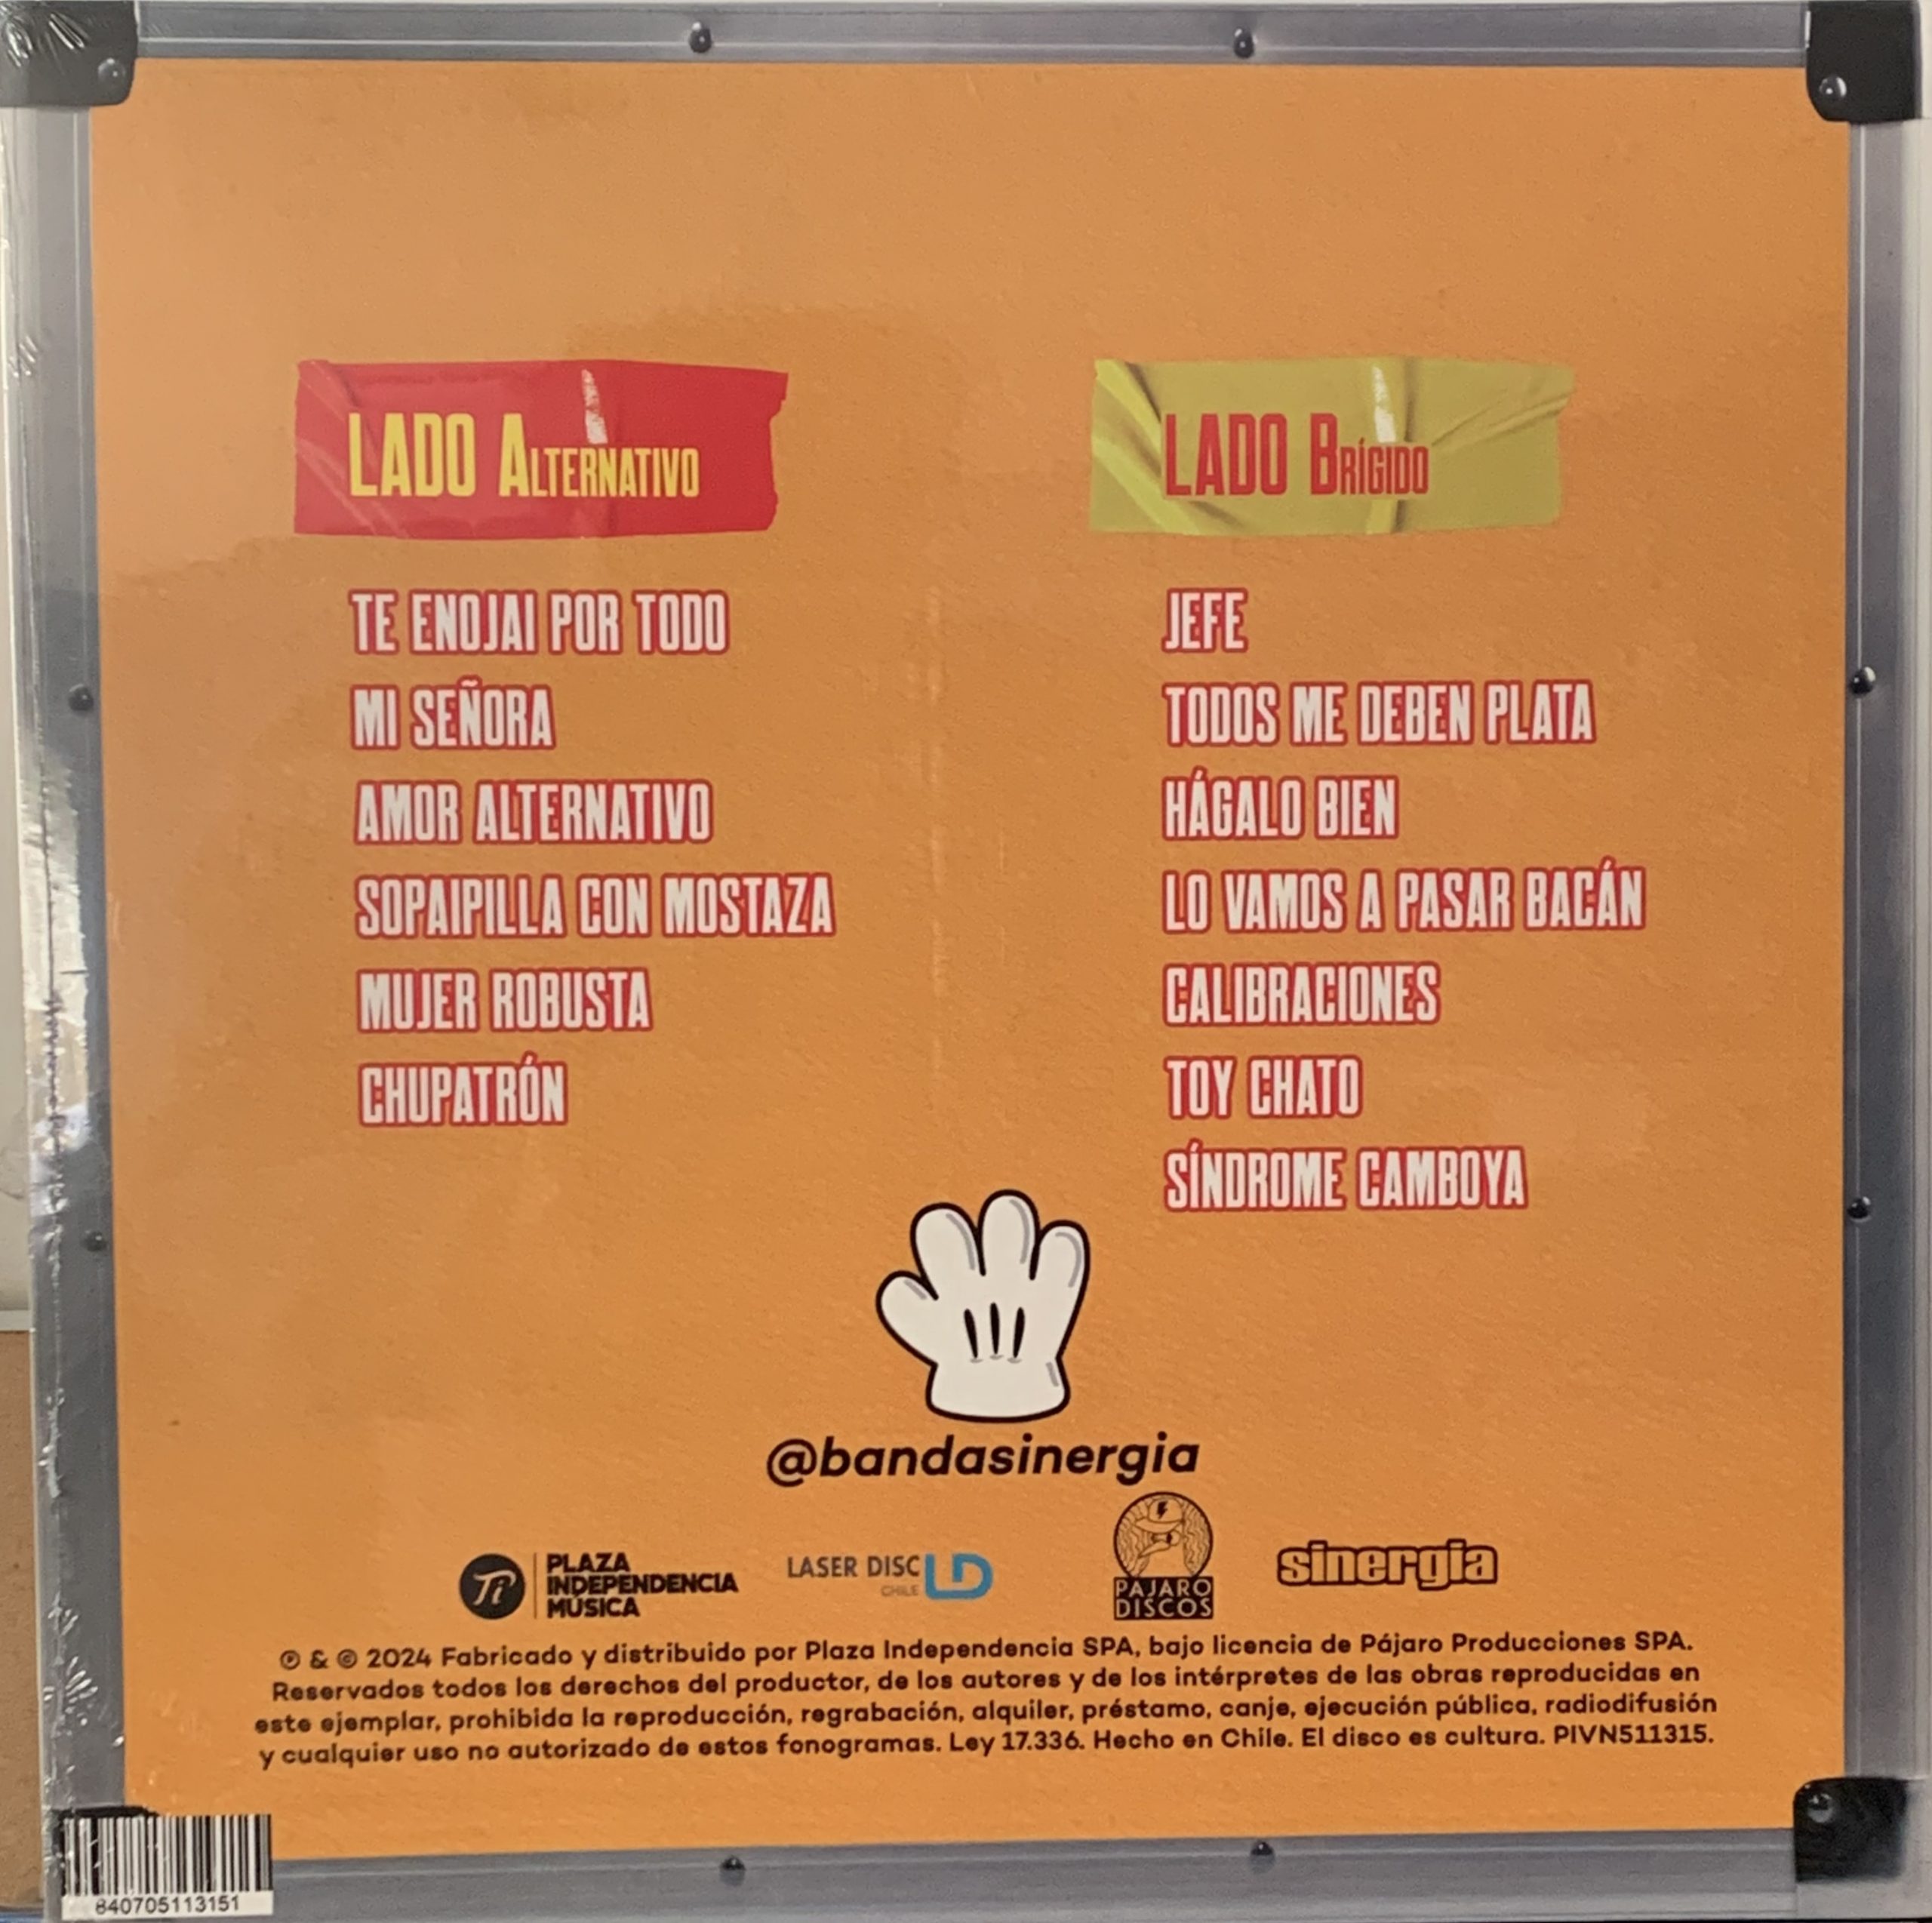 LADO ALTERNATIVO
TE ENOJAI POR TODO
MI SEÑORA
AMOR ALTERNATIVO
SOPAIPILLA CON MOSTAZA
MUJER ROBUSTA
CHUPATRÓN
LADO BRÍGIDO
JEFE
TODOS ME DEBEN PLATA
HÁGALO BIEN
LO VAMOS A PASAR BACÁN
CALIBRACIONES
TOY CHATO
SÍNDROME CAMBOYA
@bandasinergia
Pi
PLAZA
INDEPENDENCIA
MÚSICA
LASER DISC
CHILE
LD
PAJARO
DISCOS
sinergia
℗ & © 2024 Fabricado y distribuido por Plaza Independencia SPA, bajo licencia de Pájaro Producciones SPA.
Reservados todos los derechos del productor, de los autores y de los intérpretes de las obras reproducidas en
este ejemplar, prohibida la reproducción, regrabación, alquiler, préstamo, canje, ejecución pública, radiodifusión
y cualquier uso no autorizado de estos fonogramas. Ley 17.336. Hecho en Chile. El disco es cultura. PIVN511315.
840705113151